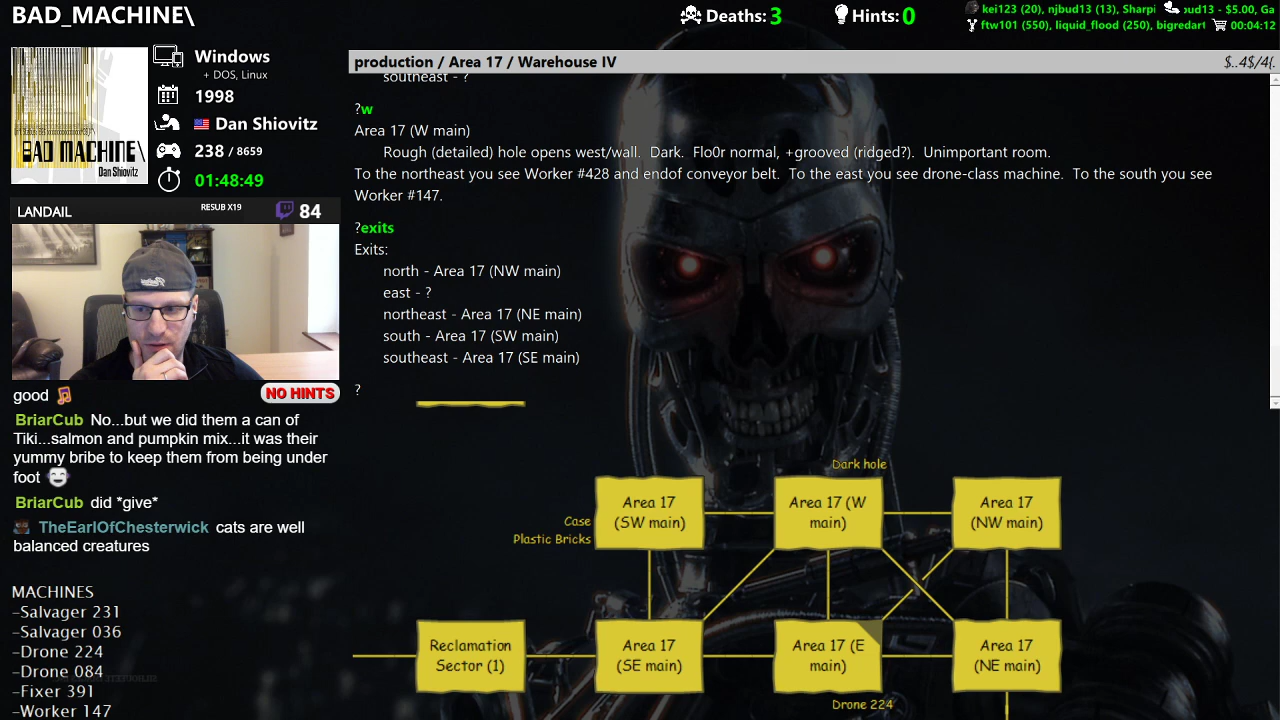 BAD_MACHINE\
Deaths: 3
Hints: 0
kei123 (20), njbud13 (13), Sharpi
ud13 - $5.00, Ga
ftw101 (550), liquid_flood (250), bigredart
00:04:12
BAD MACHINE\
Dan Shiovitz
Windows
+ DOS, Linux
1998
Dan Shiovitz
238 / 8659
01:48:49
LANDAIL
RESUB X19
84
good
NO HINTS
BriarCub No...but we did them a can of
Tiki...salmon and pumpkin mix...it was their
yummy bribe to keep them from being under
foot
BriarCub did *give*
TheEarlOfChesterwick cats are well
balanced creatures
MACHINES
-Salvager 231
-Salvager 036
-Drone 224
-Drone 084
-Fixer 391
-Worker 147
production / Area 17 / Warehouse IV
$..4$/4{.
southeast - ?
?w
Area 17 (W main)
Rough (detailed) hole opens west/wall. Dark. Flo0r normal, +grooved (ridged?). Unimportant room.
To the northeast you see Worker #428 and endof conveyor belt. To the east you see drone-class machine. To the south you see
Worker #147.
?exits
Exits:
north - Area 17 (NW main)
east - ?
northeast - Area 17 (NE main)
south - Area 17 (SW main)
southeast - Area 17 (SE main)
?
Dark hole
Case
Plastic Bricks
Area 17
(SW main)
Area 17 (W
main)
Area 17
(NW main)
Reclamation
Sector (1)
Area 17
(SE main)
Area 17 (E
main)
Area 17
(NE main)
Drone 224